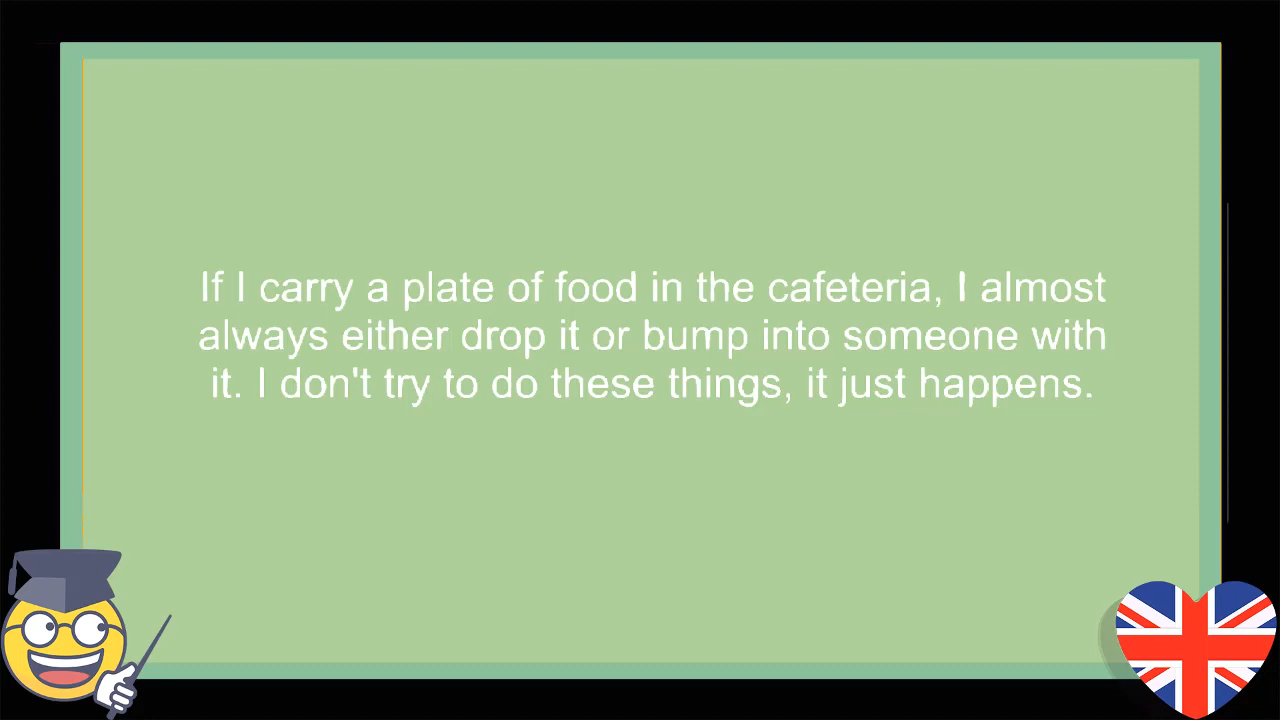 If I carry a plate of food in the cafeteria, I almost
always either drop it or bump into someone with
it. I don't try to do these things, it just happens.